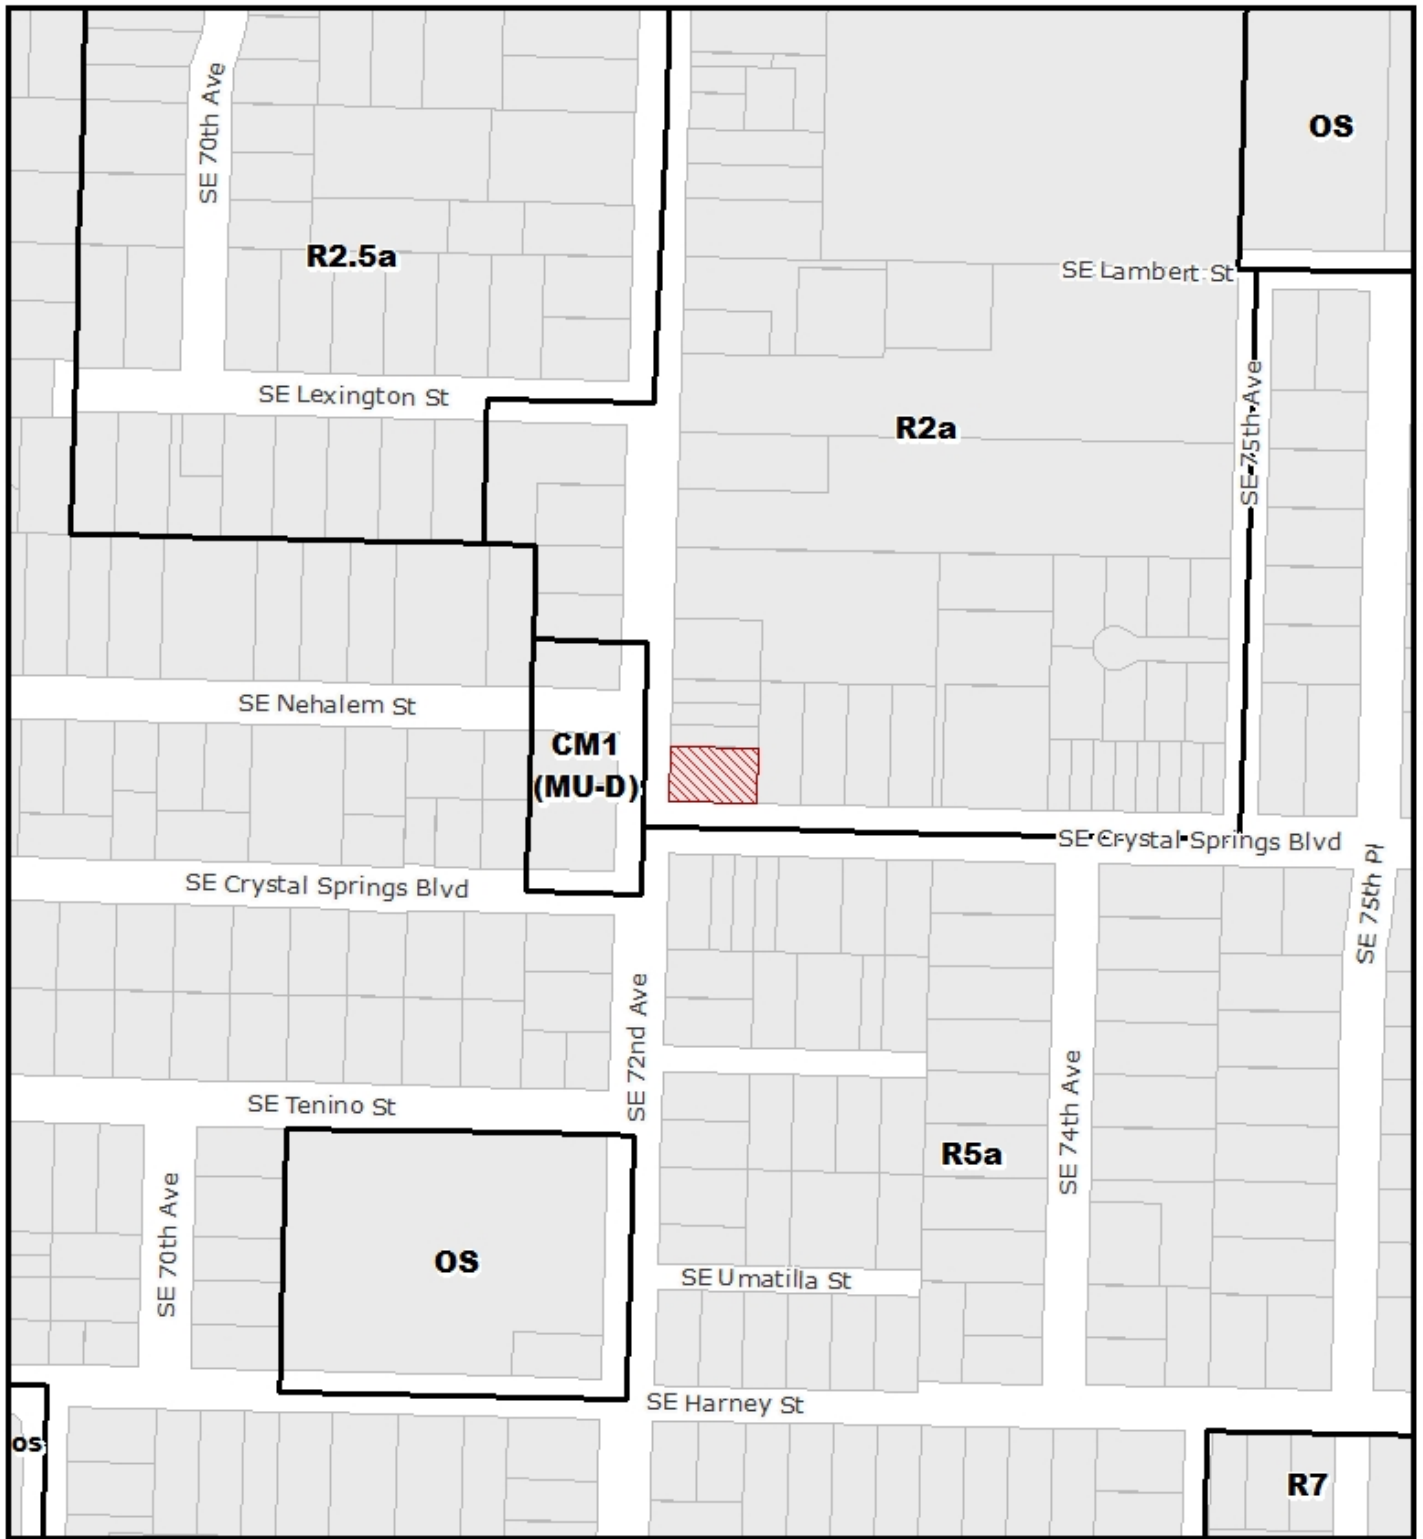 SE 70th Ave
OS
R2.5a
SE Lambert St
SE Lexington St
R2a
SE 75th Ave
SE Nehalem St
CM1
(MU-D)
SE Crystal Springs Blvd
SE Crystal Springs Blvd
SE 75th Pl
SE 72nd Ave
SE Tenino St
SE 74th Ave
R5a
SE 70th Ave
OS
SE Umatilla St
SE Harney St
os
R7